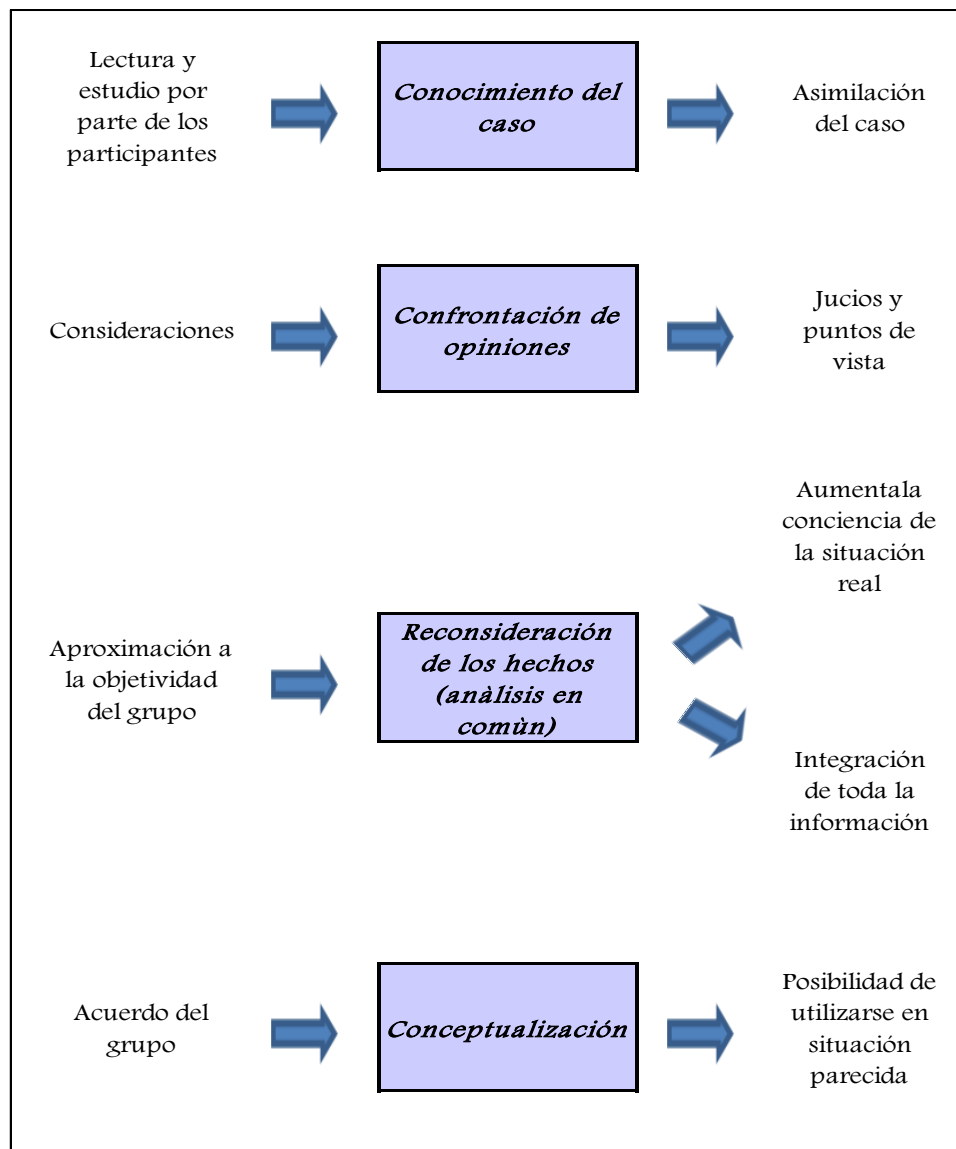 Lectura y
estudio por
parte de los
participantes
Conocimiento del
caso
Asimilación
del caso
Consideraciones
Confrontación de
opiniones
Jucios y
puntos de
vista
Aproximación a
la objetividad
del grupo
Reconsideración
de los hechos
(anàlisis en
comùn)
Aumentala
conciencia de
la situaciòn
real
Integración
de toda la
información
Acuerdo del
grupo
Conceptualización
Posibilidad de
utilizarse en
situación
parecida